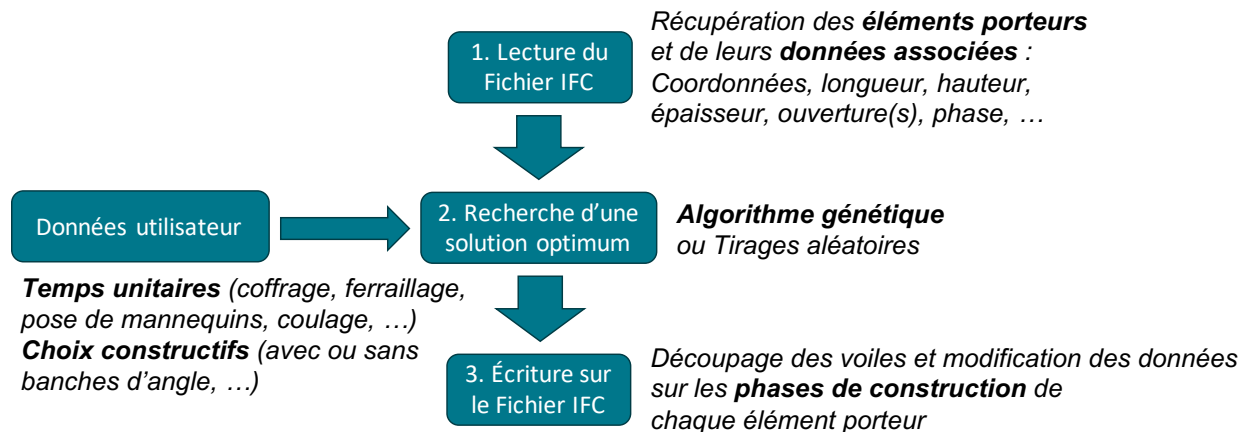 1. Lecture du
Fichier IFC
Récupération des éléments porteurs
et de leurs données associées :
Coordonnées, longueur, hauteur,
épaisseur, ouverture(s), phase, …
Données utilisateur
2. Recherche d’une
solution optimum
Algorithme génétique
ou Tirages aléatoires
Temps unitaires (coffrage, ferraillage,
pose de mannequins, coulage, …)
Choix constructifs (avec ou sans
banches d’angle, …)
3. Écriture sur
le Fichier IFC
Découpage des voiles et modification des données
sur les phases de construction de
chaque élément porteur